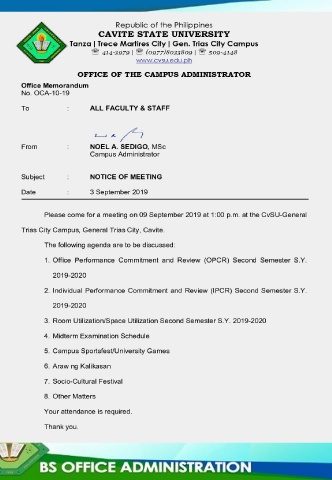 Republic of the Philippines
CAVITE STATE UNIVERSITY
Tanza | Trece Martires City | Gen. Trias City Campus
☏ 414-3979 | ☏ (0977)8033809 | ☏ 509-4148
www.cvsu.edu.ph
OFFICE OF THE CAMPUS ADMINISTRATOR
Office Memorandum
No. OCA-10-19
To : ALL FACULTY & STAFF
From : NOEL A. SEDIGO, MSc
Campus Administrator
Subject : NOTICE OF MEETING
Date : 3 September 2019
Please come for a meeting on 09 September 2019 at 1:00 p.m. at the CvSU-General
Trias City Campus, General Trias City, Cavite.
The following agenda are to be discussed:
1. Office Performance Commitment and Review (OPCR) Second Semester S.Y.
2019-2020
2. Individual Performance Commitment and Review (IPCR) Second Semester S.Y.
2019-2020
3. Room Utilization/Space Utilization Second Semester S.Y. 2019-2020
4. Midterm Examination Schedule
5. Campus Sportsfest/University Games
6. Araw ng Kalikasan
7. Socio-Cultural Festival
8. Other Matters
Your attendance is required.
Thank you.
BS OFFICE ADMINISTRATION